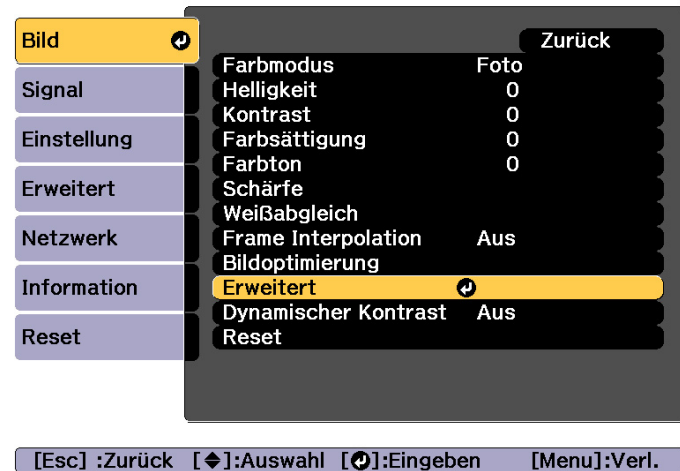 Bild
Signal
Einstellung
Erweitert
Netzwerk
Information
Reset
Zurück
Farbmodus Foto
Helligkeit 0
Kontrast 0
Farbsättigung 0
Farbton 0
Schärfe
Weißabgleich
Frame Interpolation Aus
Bildoptimierung
Erweitert
Dynamischer Kontrast Aus
Reset
[Esc] :Zurück [◆]:Auswahl [↵]:Eingeben [Menu]:Verl.